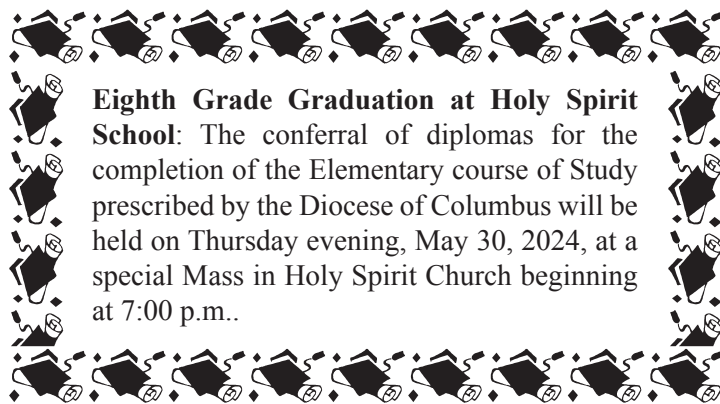 Eighth Grade Graduation at Holy Spirit
School: The conferral of diplomas for the
completion of the Elementary course of Study
prescribed by the Diocese of Columbus will be
held on Thursday evening, May 30, 2024, at a
special Mass in Holy Spirit Church beginning
at 7:00 p.m..